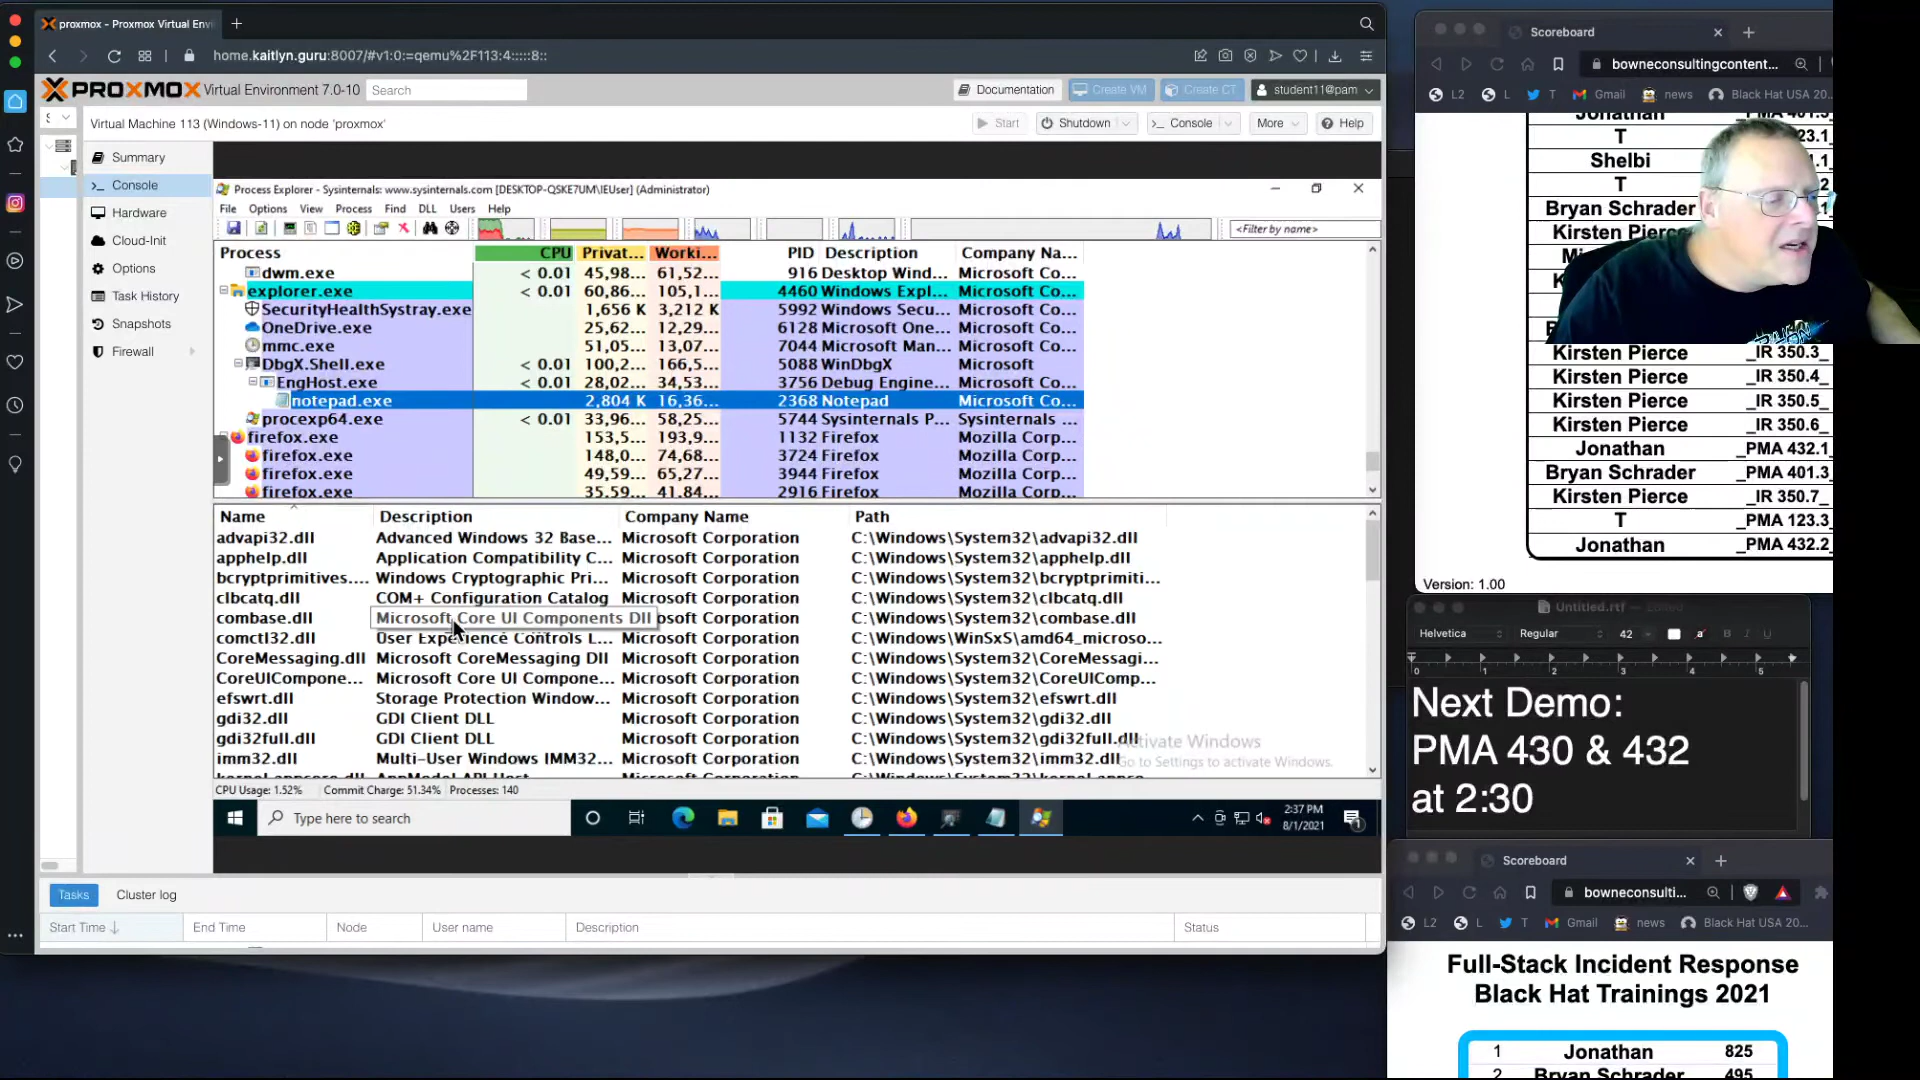 proxmox - Proxmox Virtual Envi
home.kaitlyn.guru:8007/#v1:0:=qemu%2F113:4:::::8::
PROXMOX Virtual Environment 7.0-10
Search
Documentation
Create VM
Create CT
student11@pam
Virtual Machine 113 (Windows-11) on node 'proxmox'
Start
Shutdown
Console
More
Help
Summary
Console
Hardware
Cloud-Init
Options
Task History
Snapshots
Firewall
Process Explorer - Sysinternals: www.sysinternals.com [DESKTOP-QSKE7UM\IEUser] (Administrator)
File Options View Process Find DLL Users Help
<Filter by name>
Process CPU Privat... Worki... PID Description Company Na...
dwm.exe < 0.01 45,98... 61,52... 916 Desktop Wind... Microsoft Co...
explorer.exe < 0.01 60,86... 105,1... 4460 Windows Expl... Microsoft Co...
SecurityHealthSystray.exe 1,656 K 3,212 K 5992 Windows Secu... Microsoft Co...
OneDrive.exe 25,62... 12,29... 6128 Microsoft One... Microsoft Co...
mmc.exe 51,05... 13,07... 7044 Microsoft Man... Microsoft Co...
DbgX.Shell.exe < 0.01 100,2... 166,5... 5088 WinDbgX Microsoft
EngHost.exe < 0.01 28,02... 34,53... 3756 Debug Engine... Microsoft Co...
notepad.exe 2,804 K 16,36... 2368 Notepad Microsoft Co...
procexp64.exe < 0.01 33,96... 58,25... 5744 Sysinternals P... Sysinternals ...
firefox.exe 153,5... 193,9... 1132 Firefox Mozilla Corp...
firefox.exe 148,0... 74,68... 3724 Firefox Mozilla Corp...
firefox.exe 49,59... 65,27... 3944 Firefox Mozilla Corp...
firefox.exe 35,59... 41,84... 2916 Firefox Mozilla Corp...
Name Description Company Name Path
advapi32.dll Advanced Windows 32 Base... Microsoft Corporation C:\Windows\System32\advapi32.dll
apphelp.dll Application Compatibility C... Microsoft Corporation C:\Windows\System32\apphelp.dll
bcryptprimitives.... Windows Cryptographic Pri... Microsoft Corporation C:\Windows\System32\bcryptprimiti...
clbcatq.dll COM+ Configuration Catalog Microsoft Corporation C:\Windows\System32\clbcatq.dll
combase.dll Microsoft Core UI Components Dll osoft Corporation C:\Windows\System32\combase.dll
comctl32.dll User Experience Controls L... Microsoft Corporation C:\Windows\WinSxS\amd64_microso...
CoreMessaging.dll Microsoft CoreMessaging Dll Microsoft Corporation C:\Windows\System32\CoreMessagi...
CoreUICompone... Microsoft Core UI Compone... Microsoft Corporation C:\Windows\System32\CoreUIComp...
efswrt.dll Storage Protection Window... Microsoft Corporation C:\Windows\System32\efswrt.dll
gdi32.dll GDI Client DLL Microsoft Corporation C:\Windows\System32\gdi32.dll
gdi32full.dll GDI Client DLL Microsoft Corporation C:\Windows\System32\gdi32full.dll
imm32.dll Multi-User Windows IMM32... Microsoft Corporation C:\Windows\System32\imm32.dll
Activate Windows
Go to Settings to activate Windows.
CPU Usage: 1.52% Commit Charge: 51.34% Processes: 140
Type here to search
2:37 PM
8/1/2021
Tasks
Cluster log
Start Time End Time Node User name Description Status
Scoreboard
bowneconsultingcontent...
L2 L T Gmail news Black Hat USA 20...
Jonathan
T
Shelbi
T
Bryan Schrader
Kirsten Pierce
Kirsten Pierce _IR 350.3_
Kirsten Pierce _IR 350.4_
Kirsten Pierce _IR 350.5_
Kirsten Pierce _IR 350.6_
Jonathan _PMA 432.1_
Bryan Schrader _PMA 401.3_
Kirsten Pierce _IR 350.7_
T _PMA 123.3_
Jonathan _PMA 432.2_
Version: 1.00
Untitled.rtf — Edited
Helvetica Regular 42 B I U
0 1 2 3 4 5
Next Demo:
PMA 430 & 432
at 2:30
Scoreboard
bowneconsulti...
L2 L T Gmail news Black Hat USA 20...
Full-Stack Incident Response
Black Hat Trainings 2021
1 Jonathan 825
2 Bryan Schrader 495